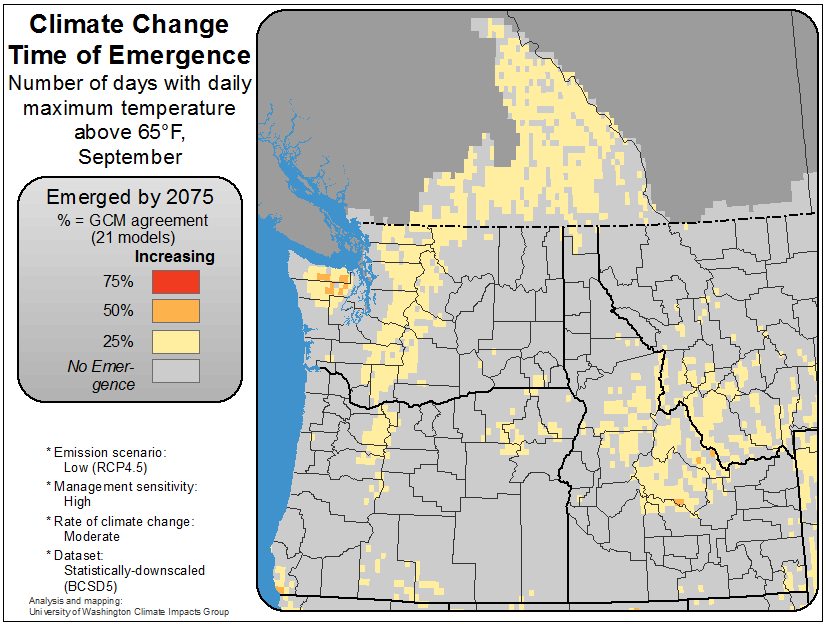 Climate Change
Time of Emergence
Number of days with daily
maximum temperature
above 65°F,
September
Emerged by 2075
% = GCM agreement
(21 models)
Increasing
75%
50%
25%
No Emer-
gence
* Emission scenario:
Low (RCP4.5)
* Management sensitivity:
High
* Rate of climate change:
Moderate
* Dataset:
Statistically-downscaled
(BCSD5)
Analysis and mapping:
University of Washington Climate Impacts Group